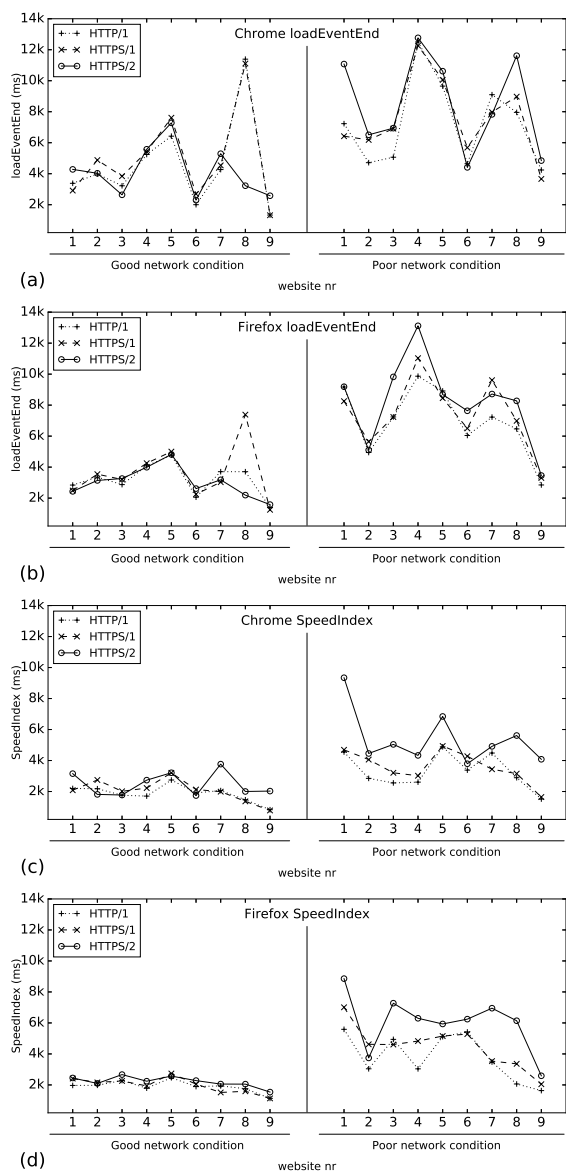 14k
12k
10k
8k
6k
4k
2k
loadEventEnd (ms)
HTTP/1
HTTPS/1
HTTPS/2
Chrome loadEventEnd
1 2 3 4 5 6 7 8 9 1 2 3 4 5 6 7 8 9
Good network condition Poor network condition
(a)
website nr
14k
12k
10k
8k
6k
4k
2k
loadEventEnd (ms)
HTTP/1
HTTPS/1
HTTPS/2
Firefox loadEventEnd
1 2 3 4 5 6 7 8 9 1 2 3 4 5 6 7 8 9
Good network condition Poor network condition
(b)
website nr
14k
12k
10k
8k
6k
4k
2k
SpeedIndex (ms)
HTTP/1
HTTPS/1
HTTPS/2
Chrome SpeedIndex
1 2 3 4 5 6 7 8 9 1 2 3 4 5 6 7 8 9
Good network condition Poor network condition
(c)
website nr
14k
12k
10k
8k
6k
4k
2k
SpeedIndex (ms)
HTTP/1
HTTPS/1
HTTPS/2
Firefox SpeedIndex
1 2 3 4 5 6 7 8 9 1 2 3 4 5 6 7 8 9
Good network condition Poor network condition
(d)
website nr